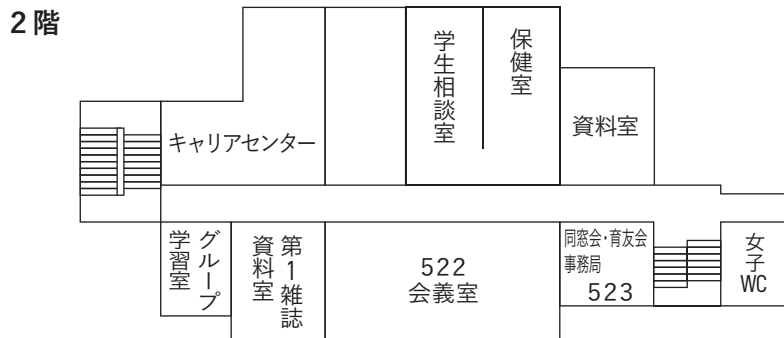 2階
学生相談室
保健室
資料室
キャリアセンター
グループ
学習室
第1雑誌
資料室
522
会議室
同窓会・育友会
事務局
523
女子
WC